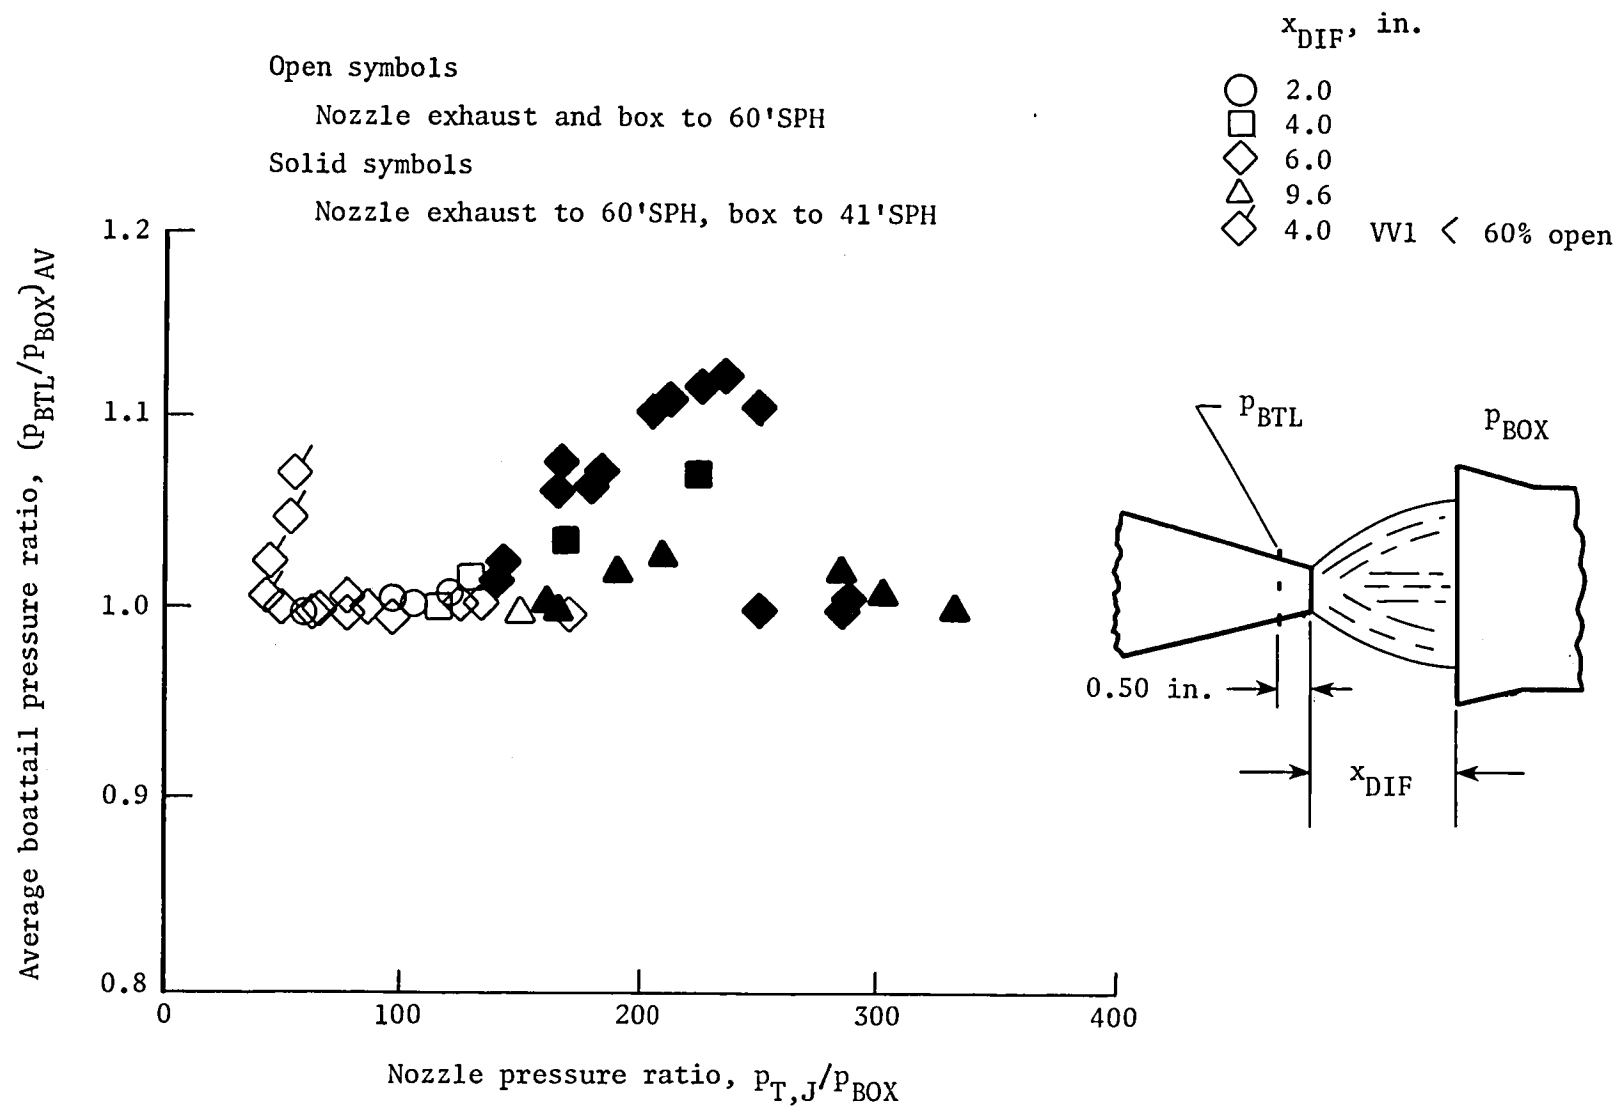 x_DIF, in.
2.0
4.0
6.0
9.6
4.0 VV1 < 60% open
Open symbols
Nozzle exhaust and box to 60'SPH
Solid symbols
Nozzle exhaust to 60'SPH, box to 41'SPH
Average boattail pressure ratio, (p_BTL/p_BOX)_AV
1.2
1.1
1.0
0.9
0.8
0
100
200
300
400
Nozzle pressure ratio, p_T,J/p_BOX
p_BTL
p_BOX
0.50 in.
x_DIF